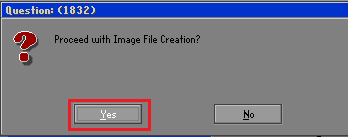 Question: (1832)
Proceed with Image File Creation?
Yes
No